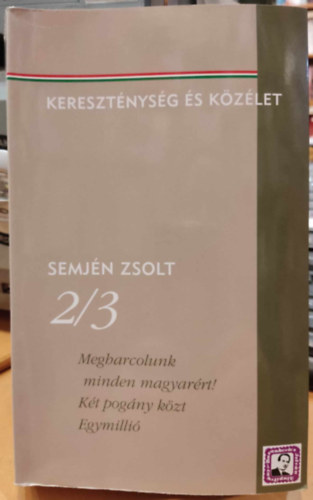 KERESZTÉNYSÉG ÉS KÖZÉLET
SEMJÉN ZSOLT
2/3
Megharcolunk
minden magyarért!
Két pogány közt
Egymillió